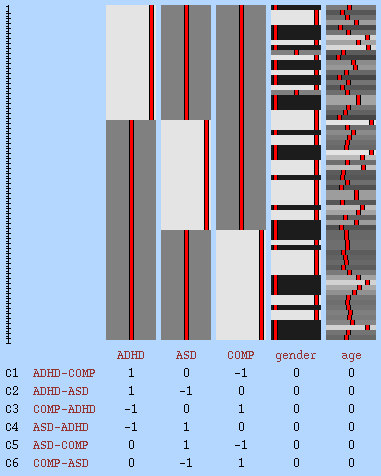 1
ADHD ASD COMP gender age
C1 ADHD-COMP 1 0 -1 0 0
C2 ADHD-ASD 1 -1 0 0 0
C3 COMP-ADHD -1 0 1 0 0
C4 ASD-ADHD -1 1 0 0 0
C5 ASD-COMP 0 1 -1 0 0
C6 COMP-ASD 0 -1 1 0 0